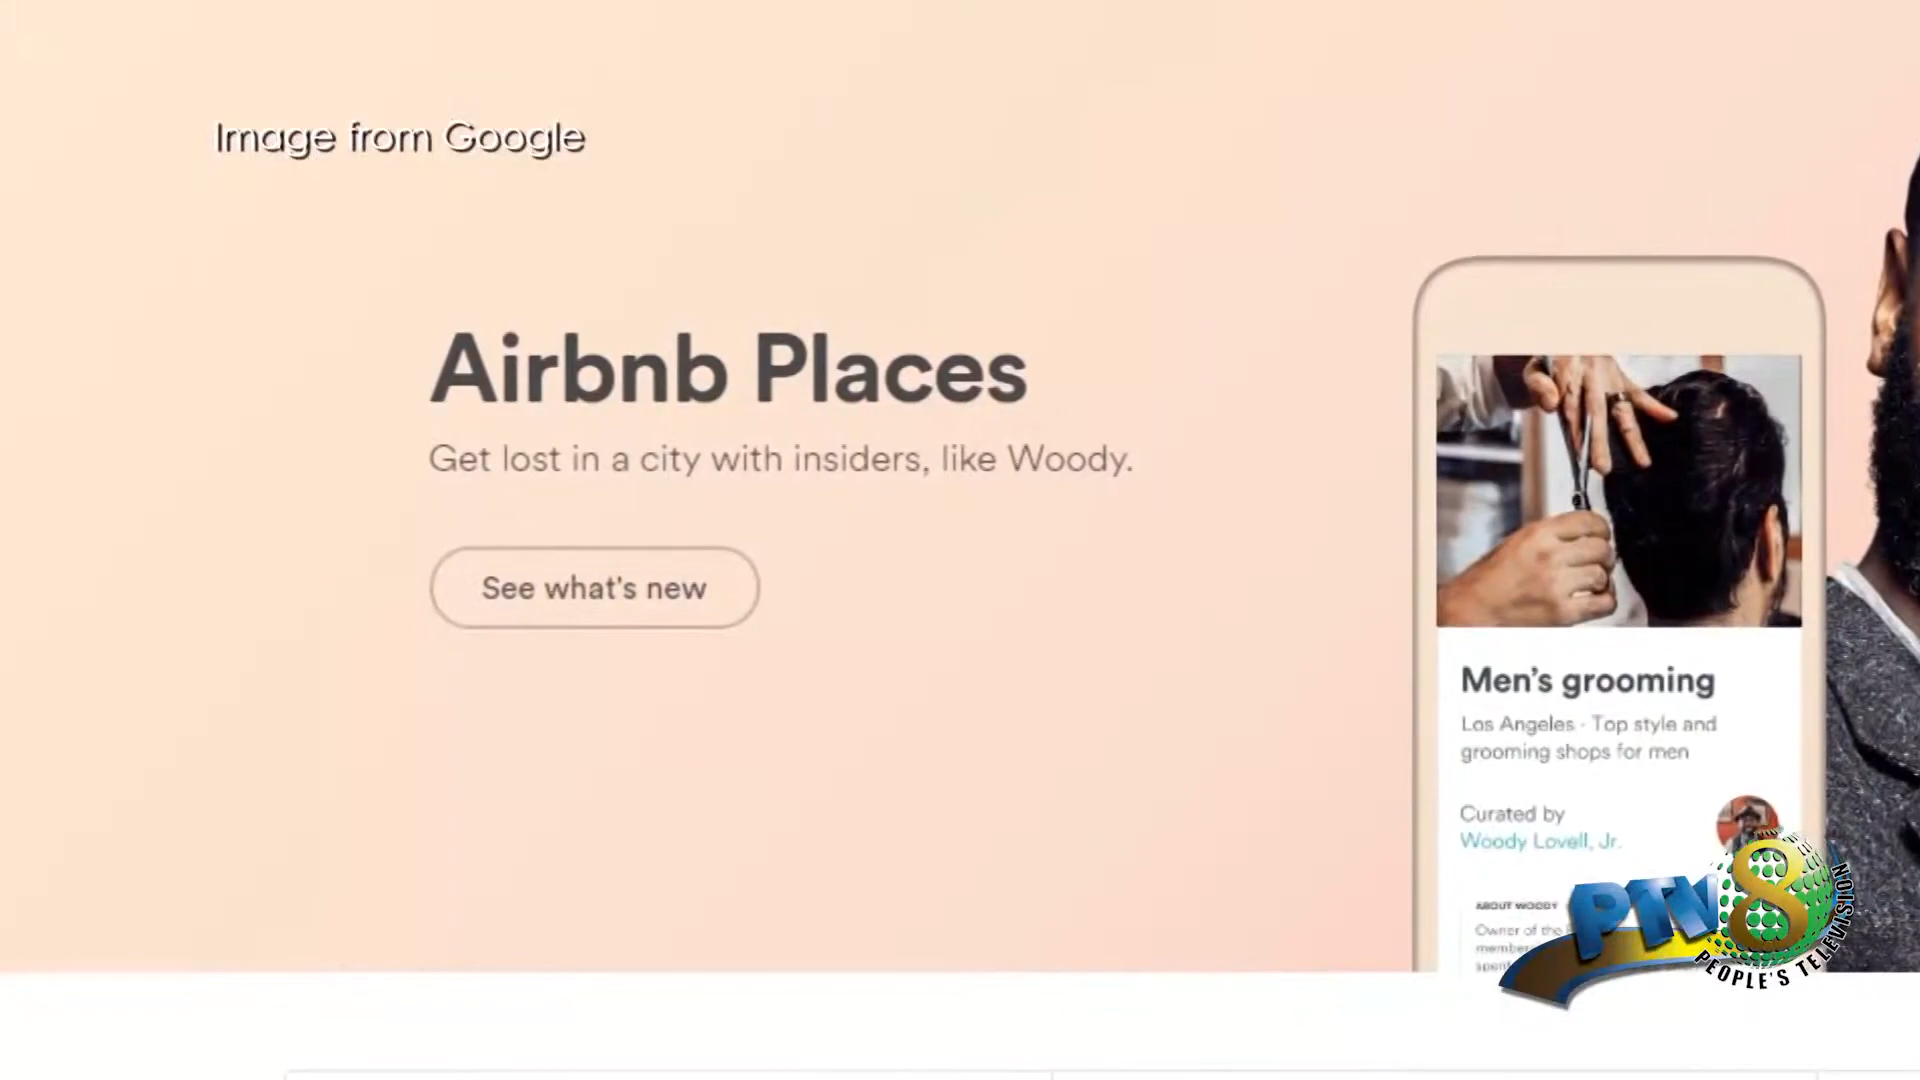 Image from Google
Airbnb Places
Get lost in a city with insiders, like Woody.
See what's new
Men's grooming
Los Angeles · Top style and
grooming shops for men
Curated by
Woody Lovell, Jr.
ABOUT WOODY
Owner of the
member
PTV8
PEOPLE'S TELEVISION